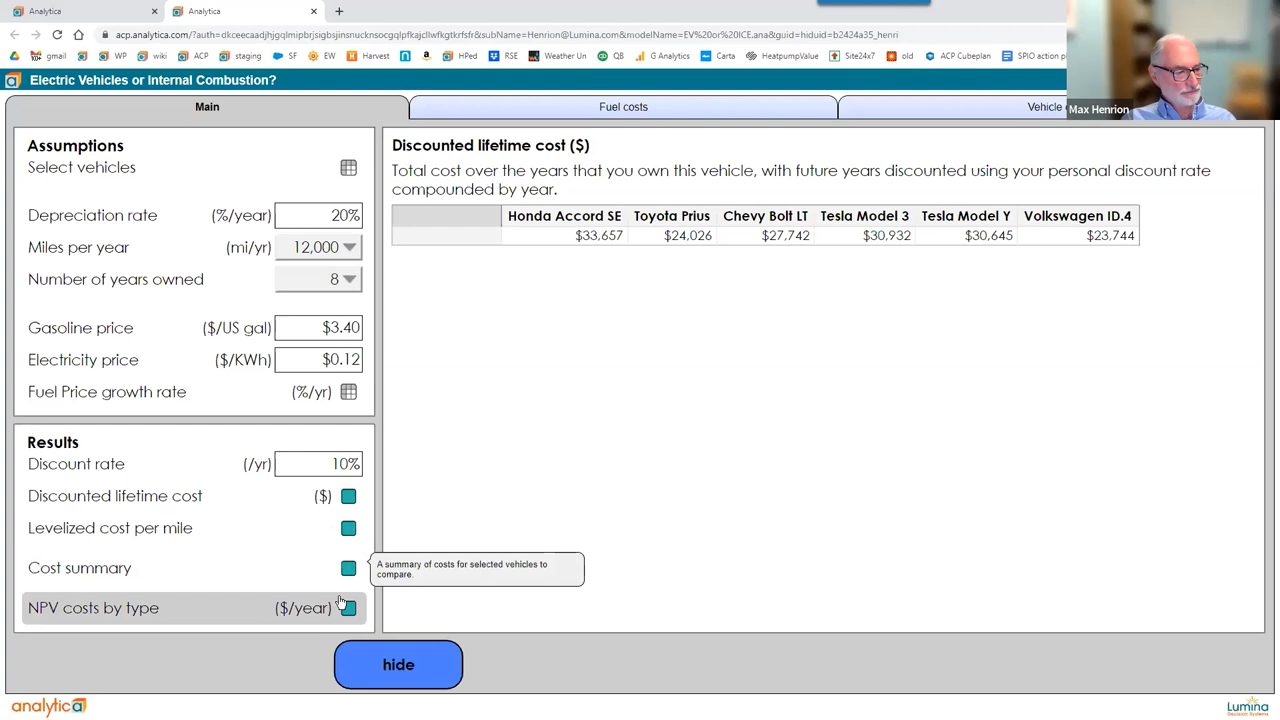 Analytica
Analytica
acp.analytica.com/?auth=dkceecaadjhjgqlmipbrjsigbsjinsnucknsocgqlpfkajcluwfkgtkrfsfr&subName=Henrion@Lumina.com&modelName=EV%20or%20ICE.ana&guid=hiduid=b2424a35_henri
gmail
WP
wiki
ACP
staging
EW
Harvest
HPed
RSE
Weather Un
QB
G Analytics
Carta
HeatpumpValue
old
Site24x7
ACP Cubeplan
SPIO action p
Electric Vehicles or Internal Combustion?
Max Henrion
Main
Fuel costs
Vehicle
Assumptions
Select vehicles
Depreciation rate (%/year) 20%
Miles per year (mi/yr) 12,000
Number of years owned 8
Gasoline price ($/US gal) $3.40
Electricity price ($/KWh) $0.12
Fuel Price growth rate (%/yr)
Results
Discount rate (/yr) 10%
Discounted lifetime cost ($)
Levelized cost per mile
Cost summary
NPV costs by type ($/year)
Discounted lifetime cost ($)
Total cost over the years that you own this vehicle, with future years discounted using your personal discount rate
compounded by year.
Honda Accord SE Toyota Prius Chevy Bolt LT Tesla Model 3 Tesla Model Y Volkswagen ID.4
$33,657 $24,026 $27,742 $30,932 $30,645 $23,744
A summary of costs for selected vehicles to
compare.
hide
analytica
Lumina
Decision Systems